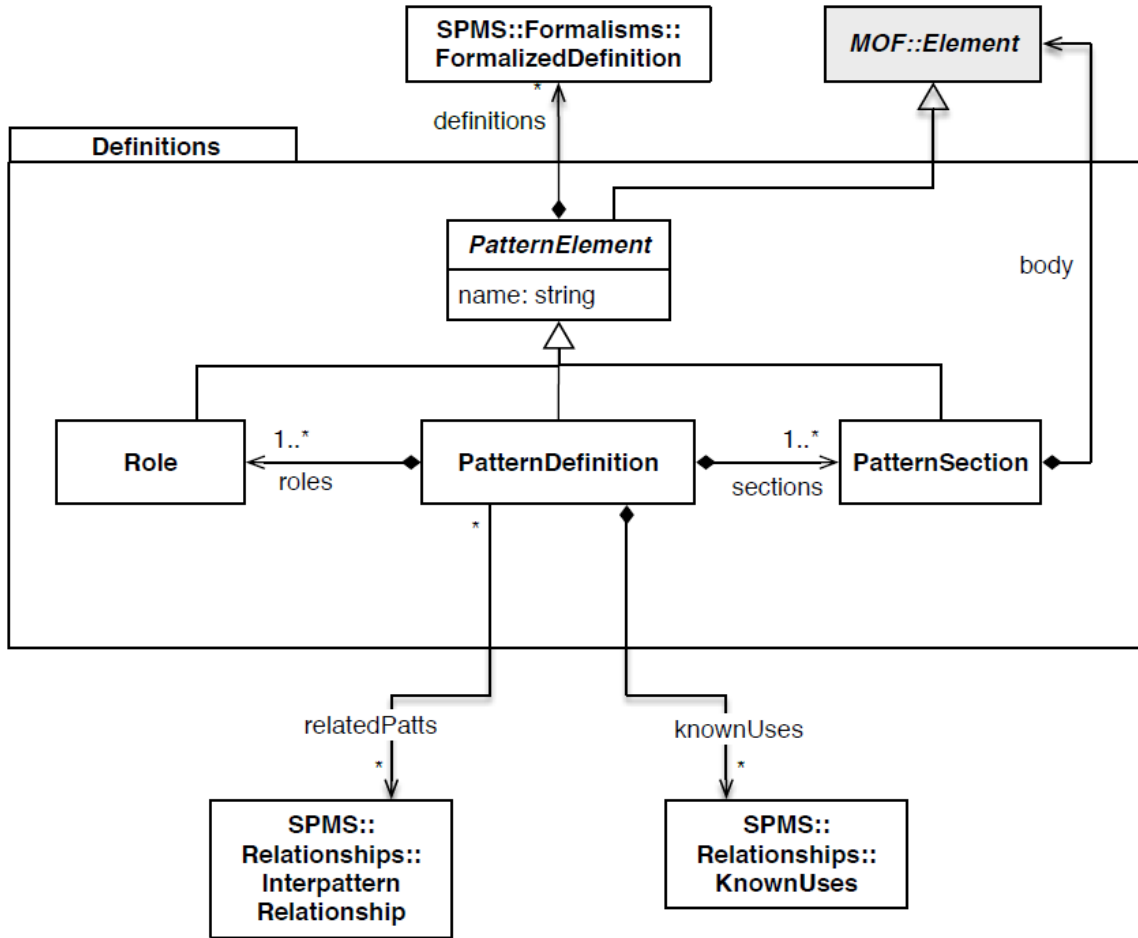 SPMS::Formalisms::
FormalizedDefinition
MOF::Element
*
definitions
Definitions
PatternElement
name: string
body
Role
1..*
roles
PatternDefinition
1..*
sections
PatternSection
*
relatedPatts
*
knownUses
*
SPMS::
Relationships::
Interpattern
Relationship
SPMS::
Relationships::
KnownUses